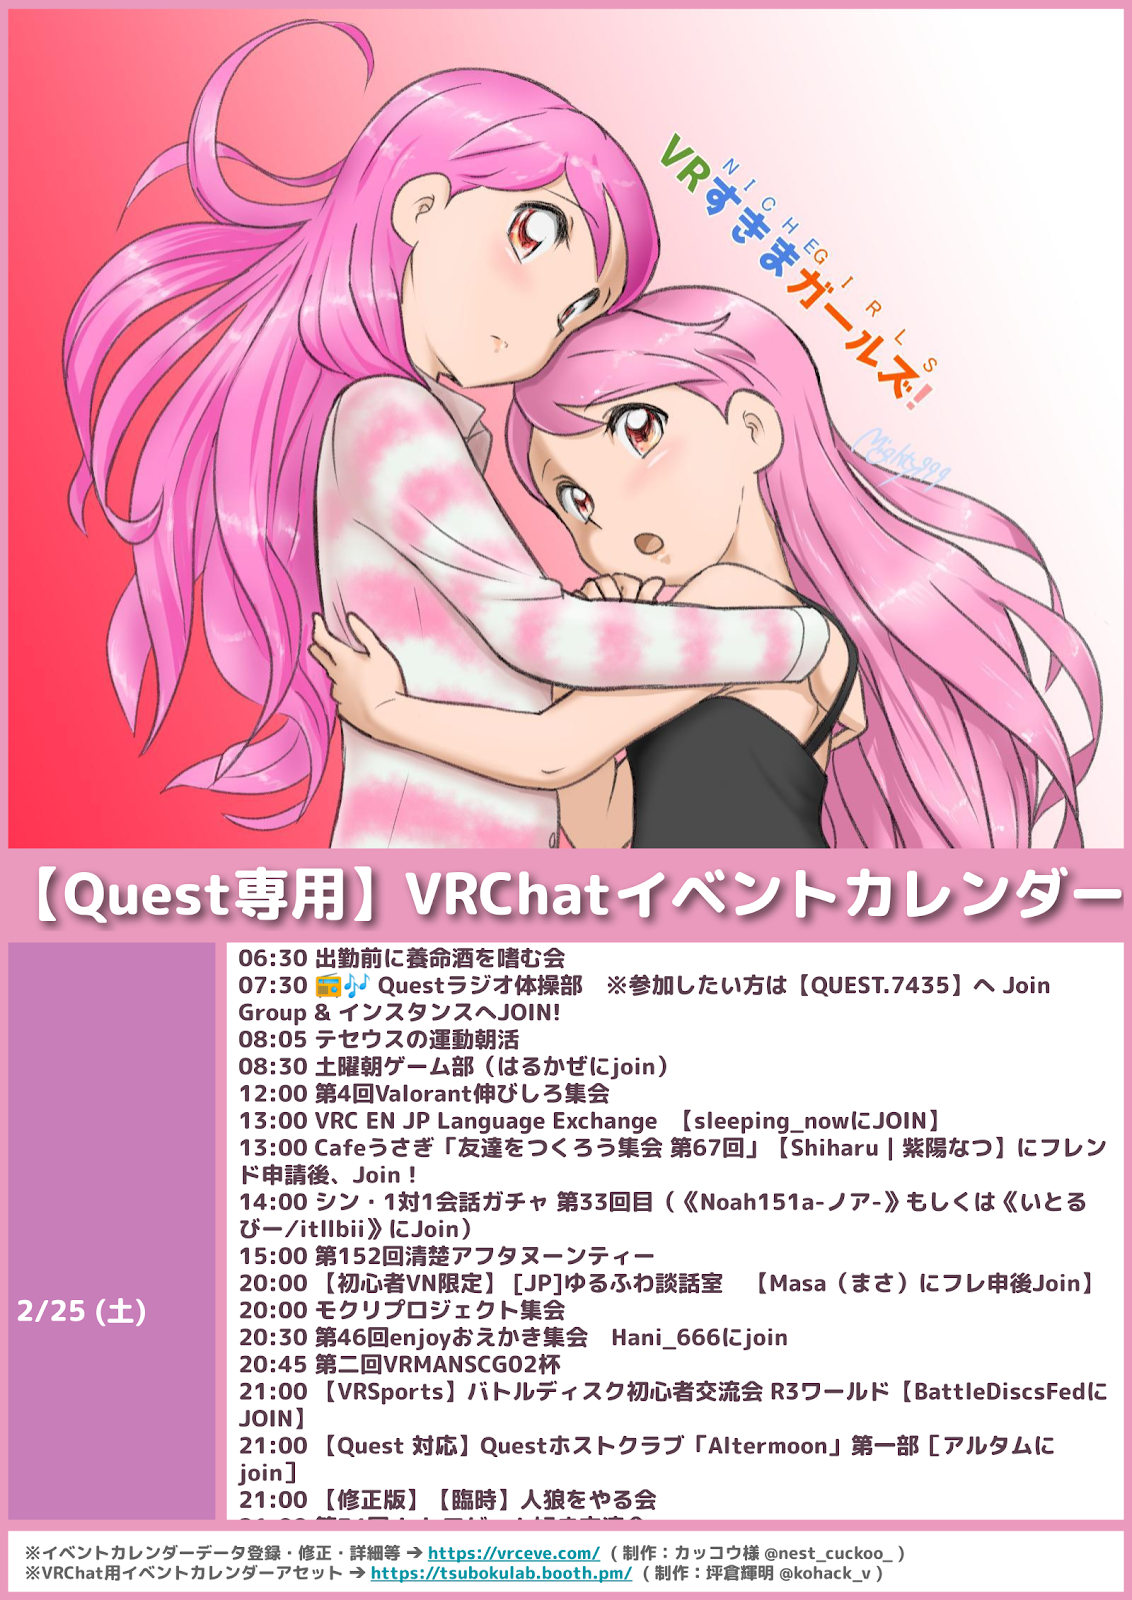 VRすきまガールズ!
NICHEGIRLS
Mighty999
【Quest専用】VRChatイベントカレンダー
2/25 (土)
06:30 出勤前に養命酒を嗜む会
07:30 📻🎶 Questラジオ体操部　※参加したい方は【QUEST.7435】へ Join
Group & インスタンスへJOIN!
08:05 テセウスの運動朝活
08:30 土曜朝ゲーム部（はるかぜにjoin）
12:00 第4回Valorant伸びしろ集会
13:00 VRC EN JP Language Exchange 【sleeping_nowにJOIN】
13:00 Cafeうさぎ「友達をつくろう集会 第67回」【Shiharu | 紫陽なつ】にフレン
ド申請後、Join！
14:00 シン・1対1会話ガチャ 第33回目（《Noah151a-ノア-》もしくは《いとる
びー/itllbii》にJoin）
15:00 第152回清楚アフタヌーンティー
20:00 【初心者VN限定】 [JP]ゆるふわ談話室　【Masa（まさ）にフレ申後Join】
20:00 モクリプロジェクト集会
20:30 第46回enjoyおえかき集会　Hani_666にjoin
20:45 第二回VRMANSCG02杯
21:00 【VRSports】バトルディスク初心者交流会 R3ワールド【BattleDiscsFedに
JOIN】
21:00 【Quest 対応】Questホストクラブ「Altermoon」第一部［アルタムに
join］
21:00 【修正版】【臨時】人狼をやる会
※イベントカレンダーデータ登録・修正・詳細等 ➔ https://vrceve.com/ ( 制作：カッコウ様 @nest_cuckoo_ )
※VRChat用イベントカレンダーアセット ➔ https://tsubokulab.booth.pm/ ( 制作：坪倉輝明 @kohack_v )